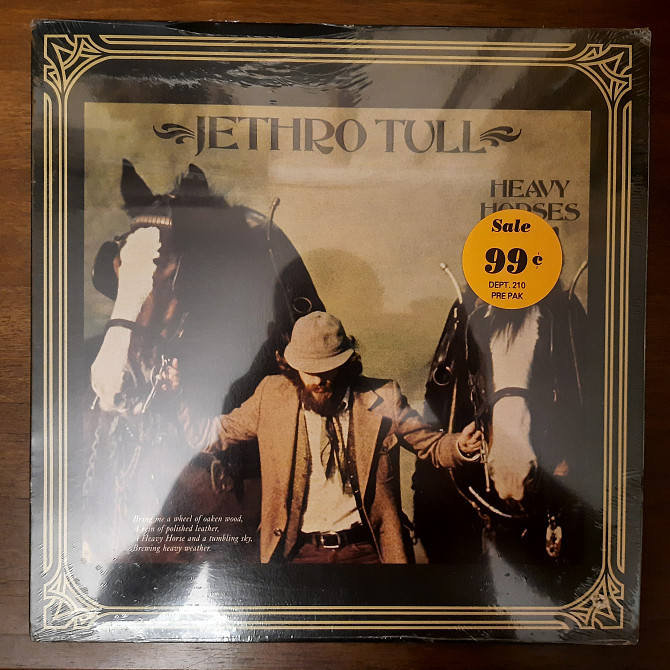 JETHRO TULL
HEAVY
HORSES
Sale
99¢
DEPT. 210
PRE PAK
Bring me a wheel of oaken wood,
A rein of polished leather,
A Heavy Horse and a tumbling sky,
Brewing heavy weather.